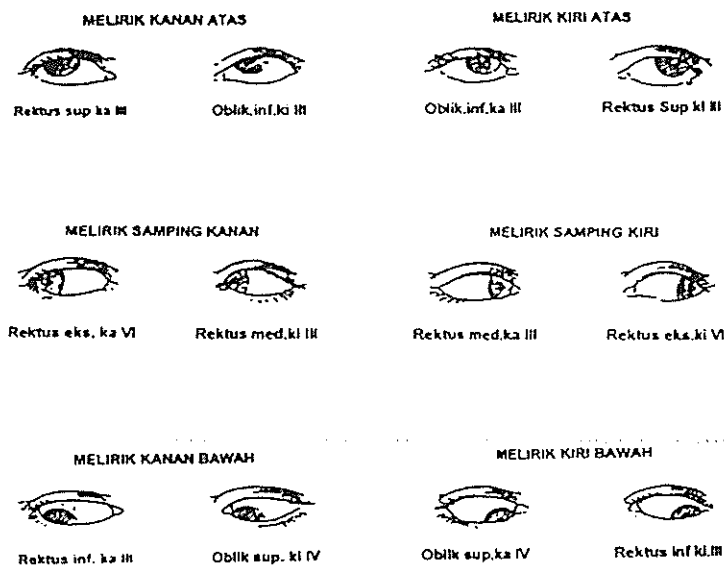 MELIRIK KANAN ATAS
MELIRIK KIRI ATAS
Rektus sup ka III
Oblik.inf.ki III
Oblik.inf.ka III
Rektus Sup ki III
MELIRIK SAMPING KANAN
MELIRIK SAMPING KIRI
Rektus eks. ka VI
Rektus med.ki III
Rektus med.ka III
Rektus eks.ki VI
MELIRIK KANAN BAWAH
MELIRIK KIRI BAWAH
Rektus inf. ka III
Oblik sup. ki IV
Oblik sup.ka IV
Rektus inf ki.III